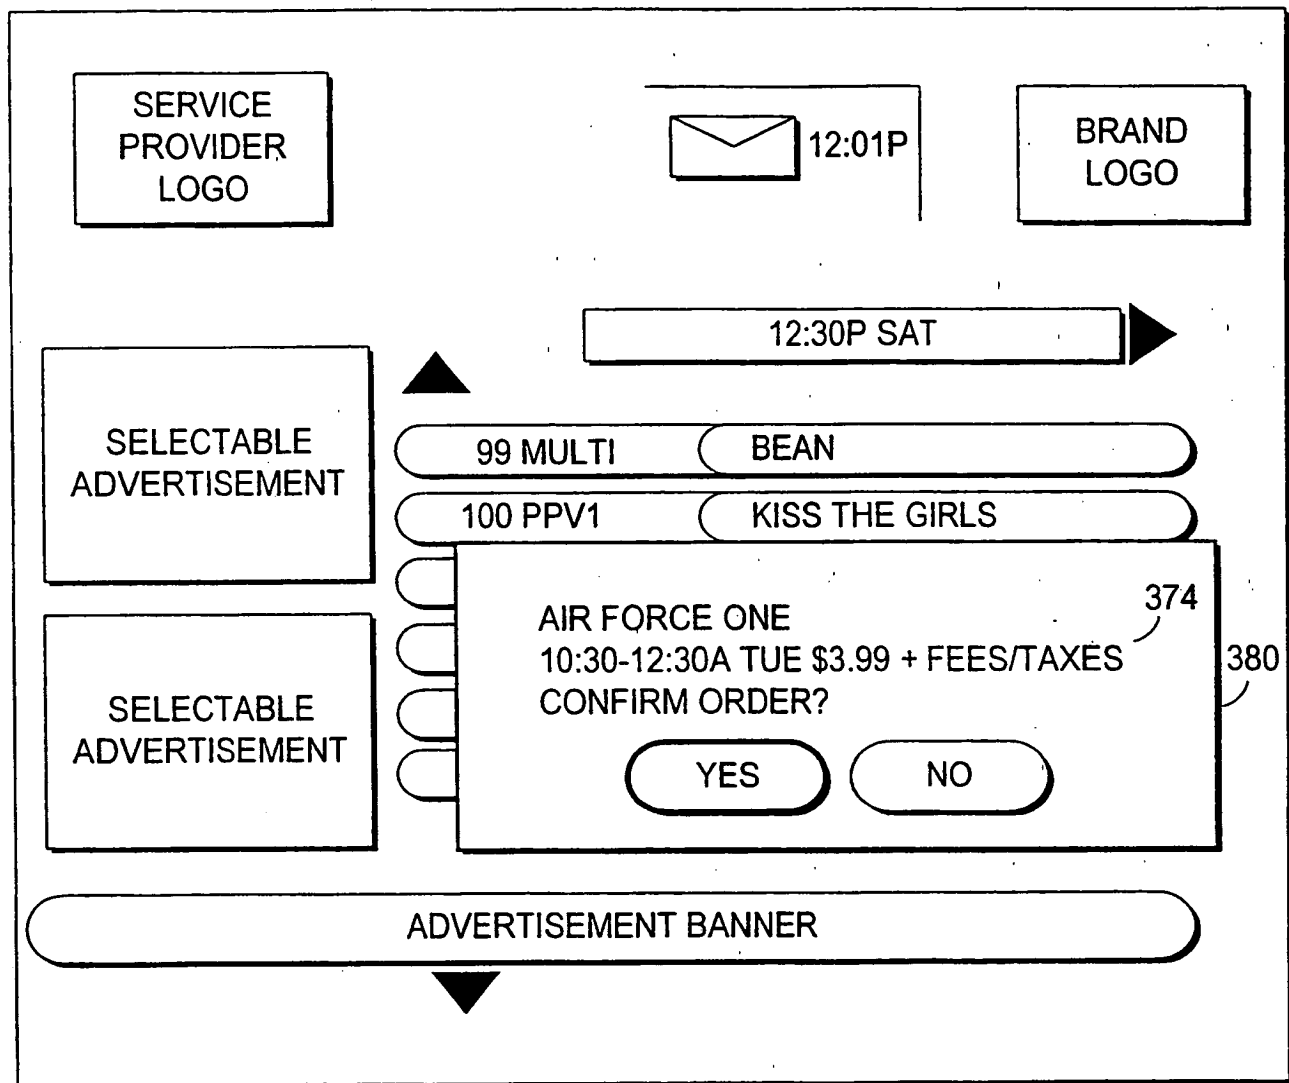 SERVICE
PROVIDER
LOGO
12:01P
BRAND
LOGO
12:30P SAT
SELECTABLE
ADVERTISEMENT
99 MULTI
BEAN
100 PPV1
KISS THE GIRLS
AIR FORCE ONE
374
10:30-12:30A TUE $3.99 + FEES/TAXES
380
CONFIRM ORDER?
YES
NO
SELECTABLE
ADVERTISEMENT
ADVERTISEMENT BANNER